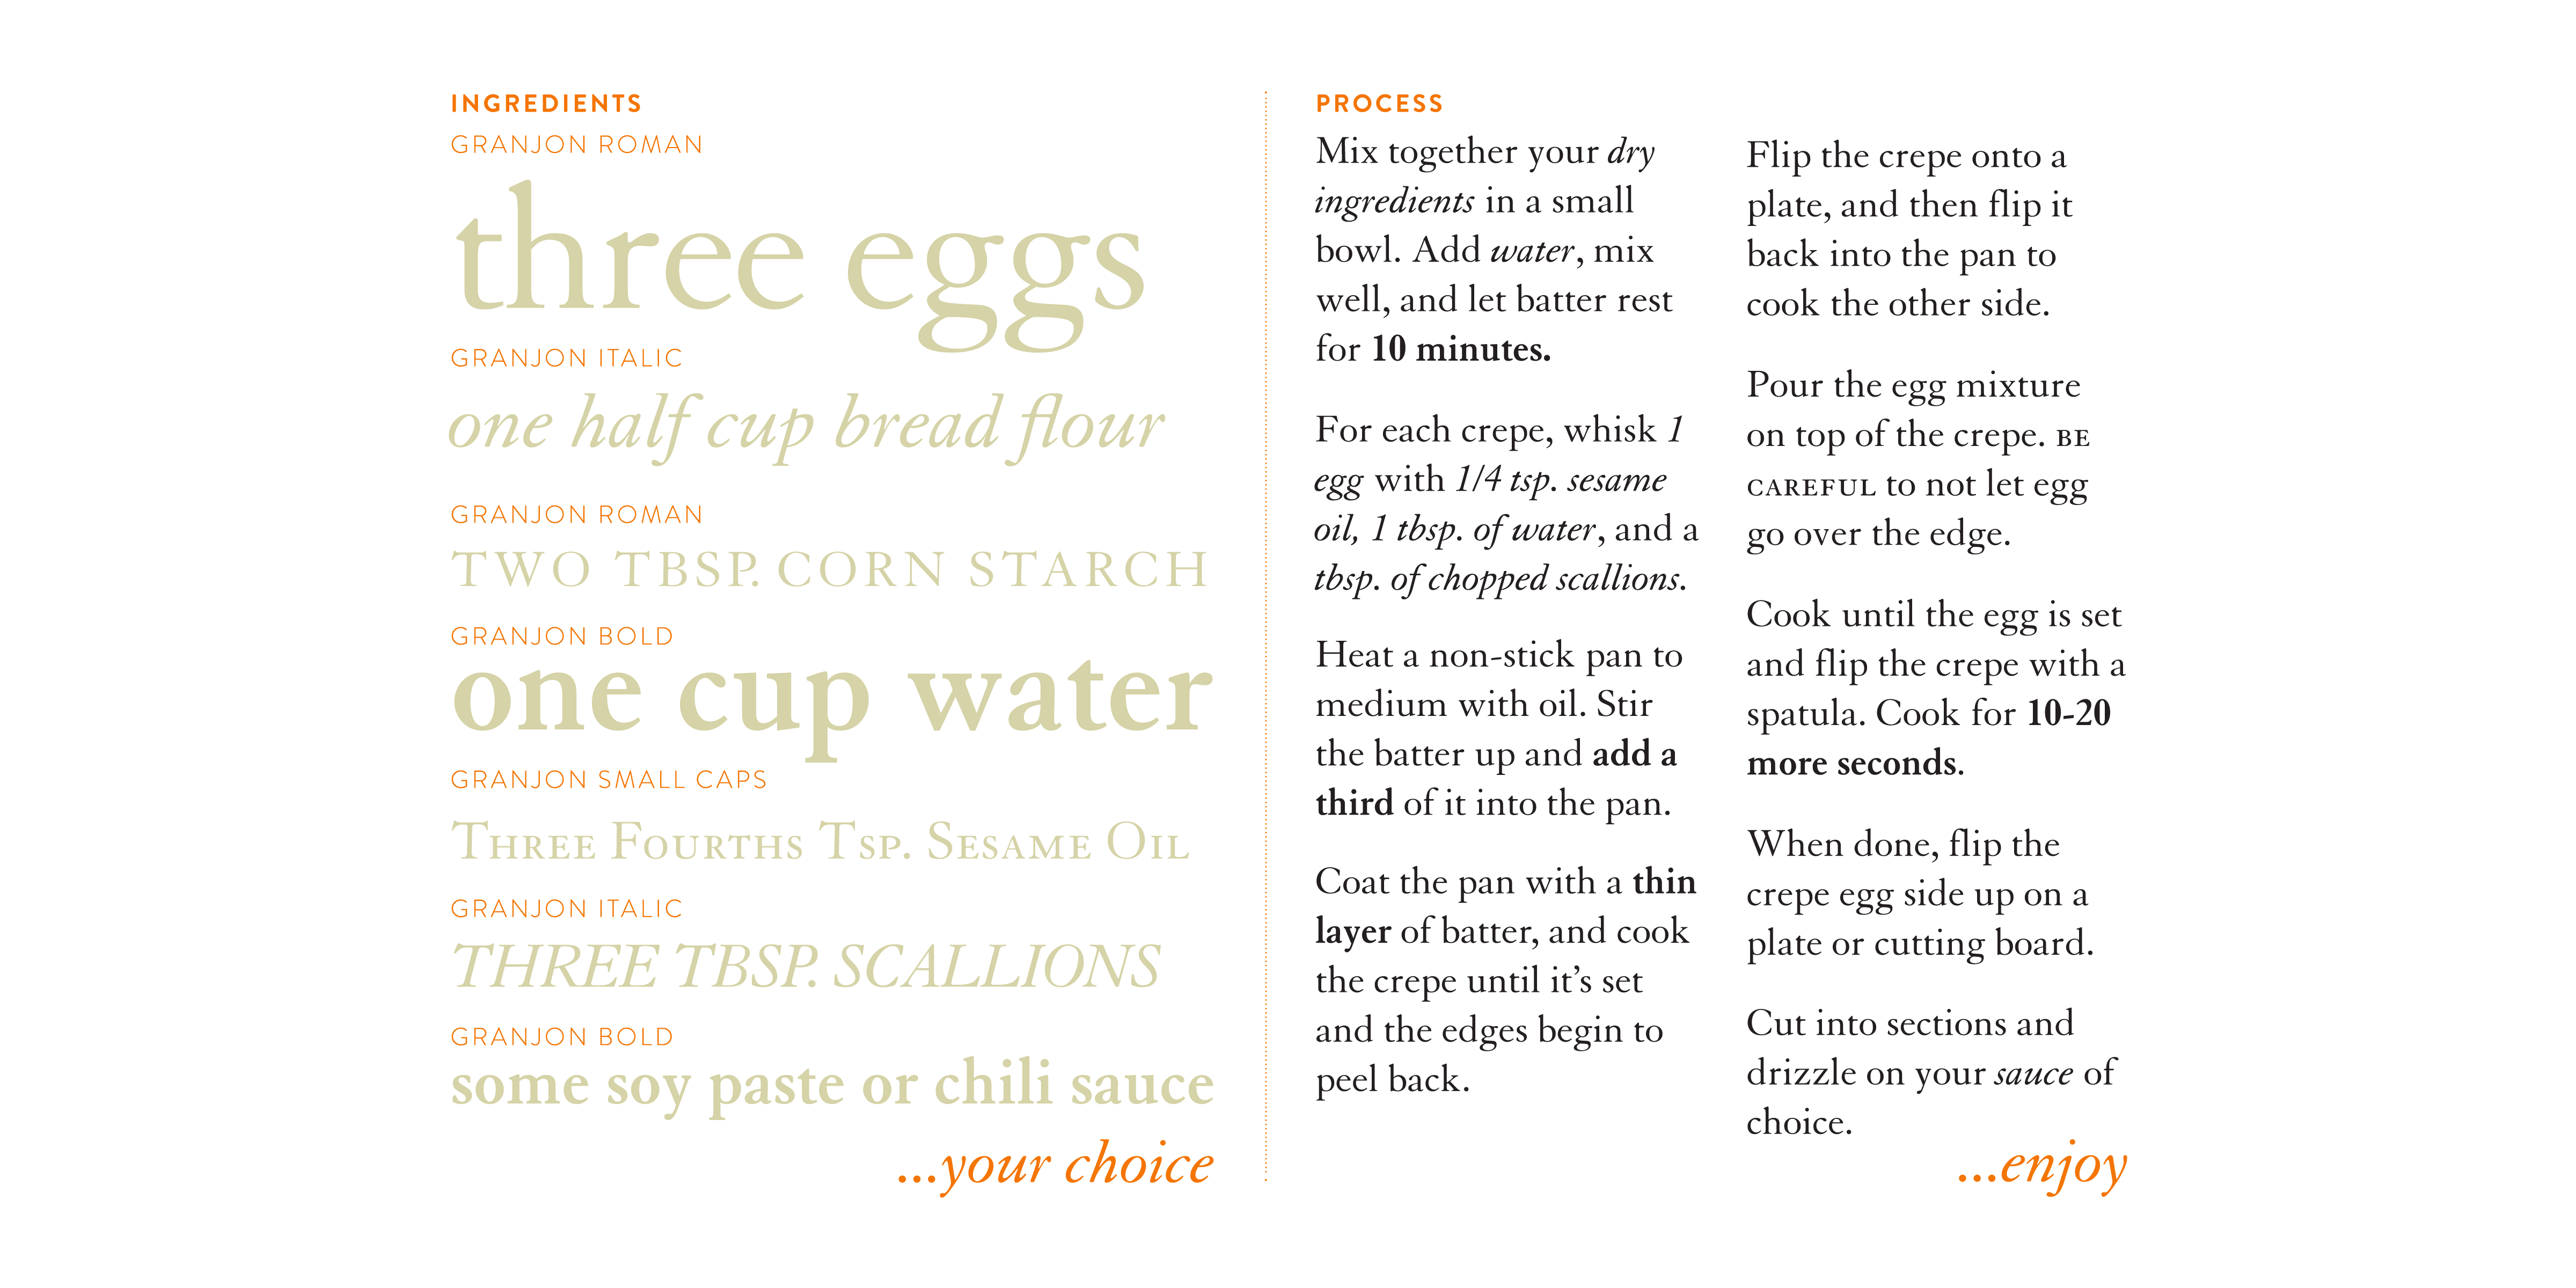 INGREDIENTS
GRANJON ROMAN
three eggs
GRANJON ITALIC
one half cup bread flour
GRANJON ROMAN
TWO TBSP. CORN STARCH
GRANJON BOLD
one cup water
GRANJON SMALL CAPS
Three Fourths Tsp. Sesame Oil
GRANJON ITALIC
THREE TBSP. SCALLIONS
GRANJON BOLD
some soy paste or chili sauce
...your choice
PROCESS
Mix together your dry
ingredients in a small
bowl. Add water, mix
well, and let batter rest
for 10 minutes.
For each crepe, whisk 1
egg with 1/4 tsp. sesame
oil, 1 tbsp. of water, and a
tbsp. of chopped scallions.
Heat a non-stick pan to
medium with oil. Stir
the batter up and add a
third of it into the pan.
Coat the pan with a thin
layer of batter, and cook
the crepe until it’s set
and the edges begin to
peel back.
Flip the crepe onto a
plate, and then flip it
back into the pan to
cook the other side.
Pour the egg mixture
on top of the crepe. BE
CAREFUL to not let egg
go over the edge.
Cook until the egg is set
and flip the crepe with a
spatula. Cook for 10-20
more seconds.
When done, flip the
crepe egg side up on a
plate or cutting board.
Cut into sections and
drizzle on your sauce of
choice.
...enjoy